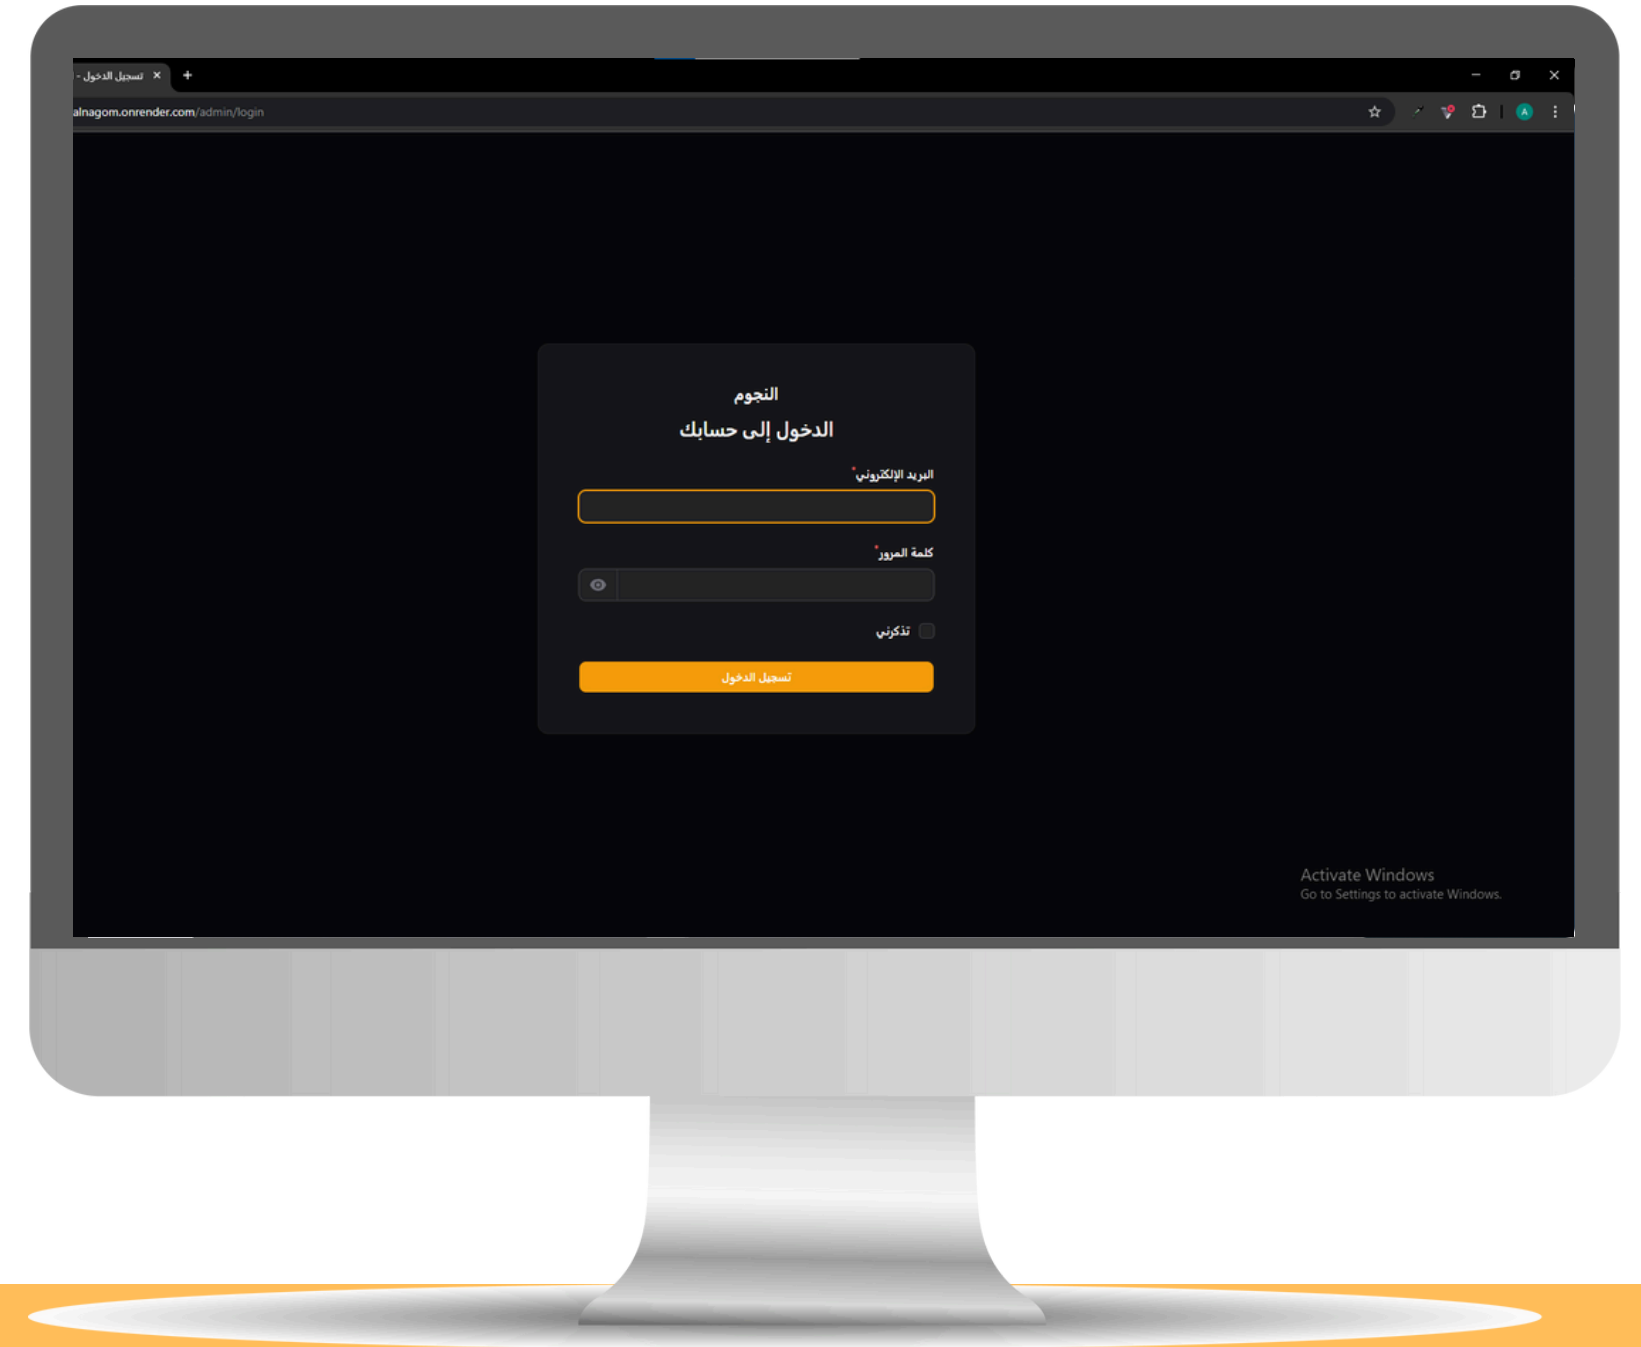 تسجيل الدخول -
alnagom.onrender.com/admin/login
A
النجوم
الدخول إلى حسابك
البريد الإلكتروني*
كلمة المرور*
تذكرني
تسجيل الدخول
Activate Windows
Go to Settings to activate Windows.